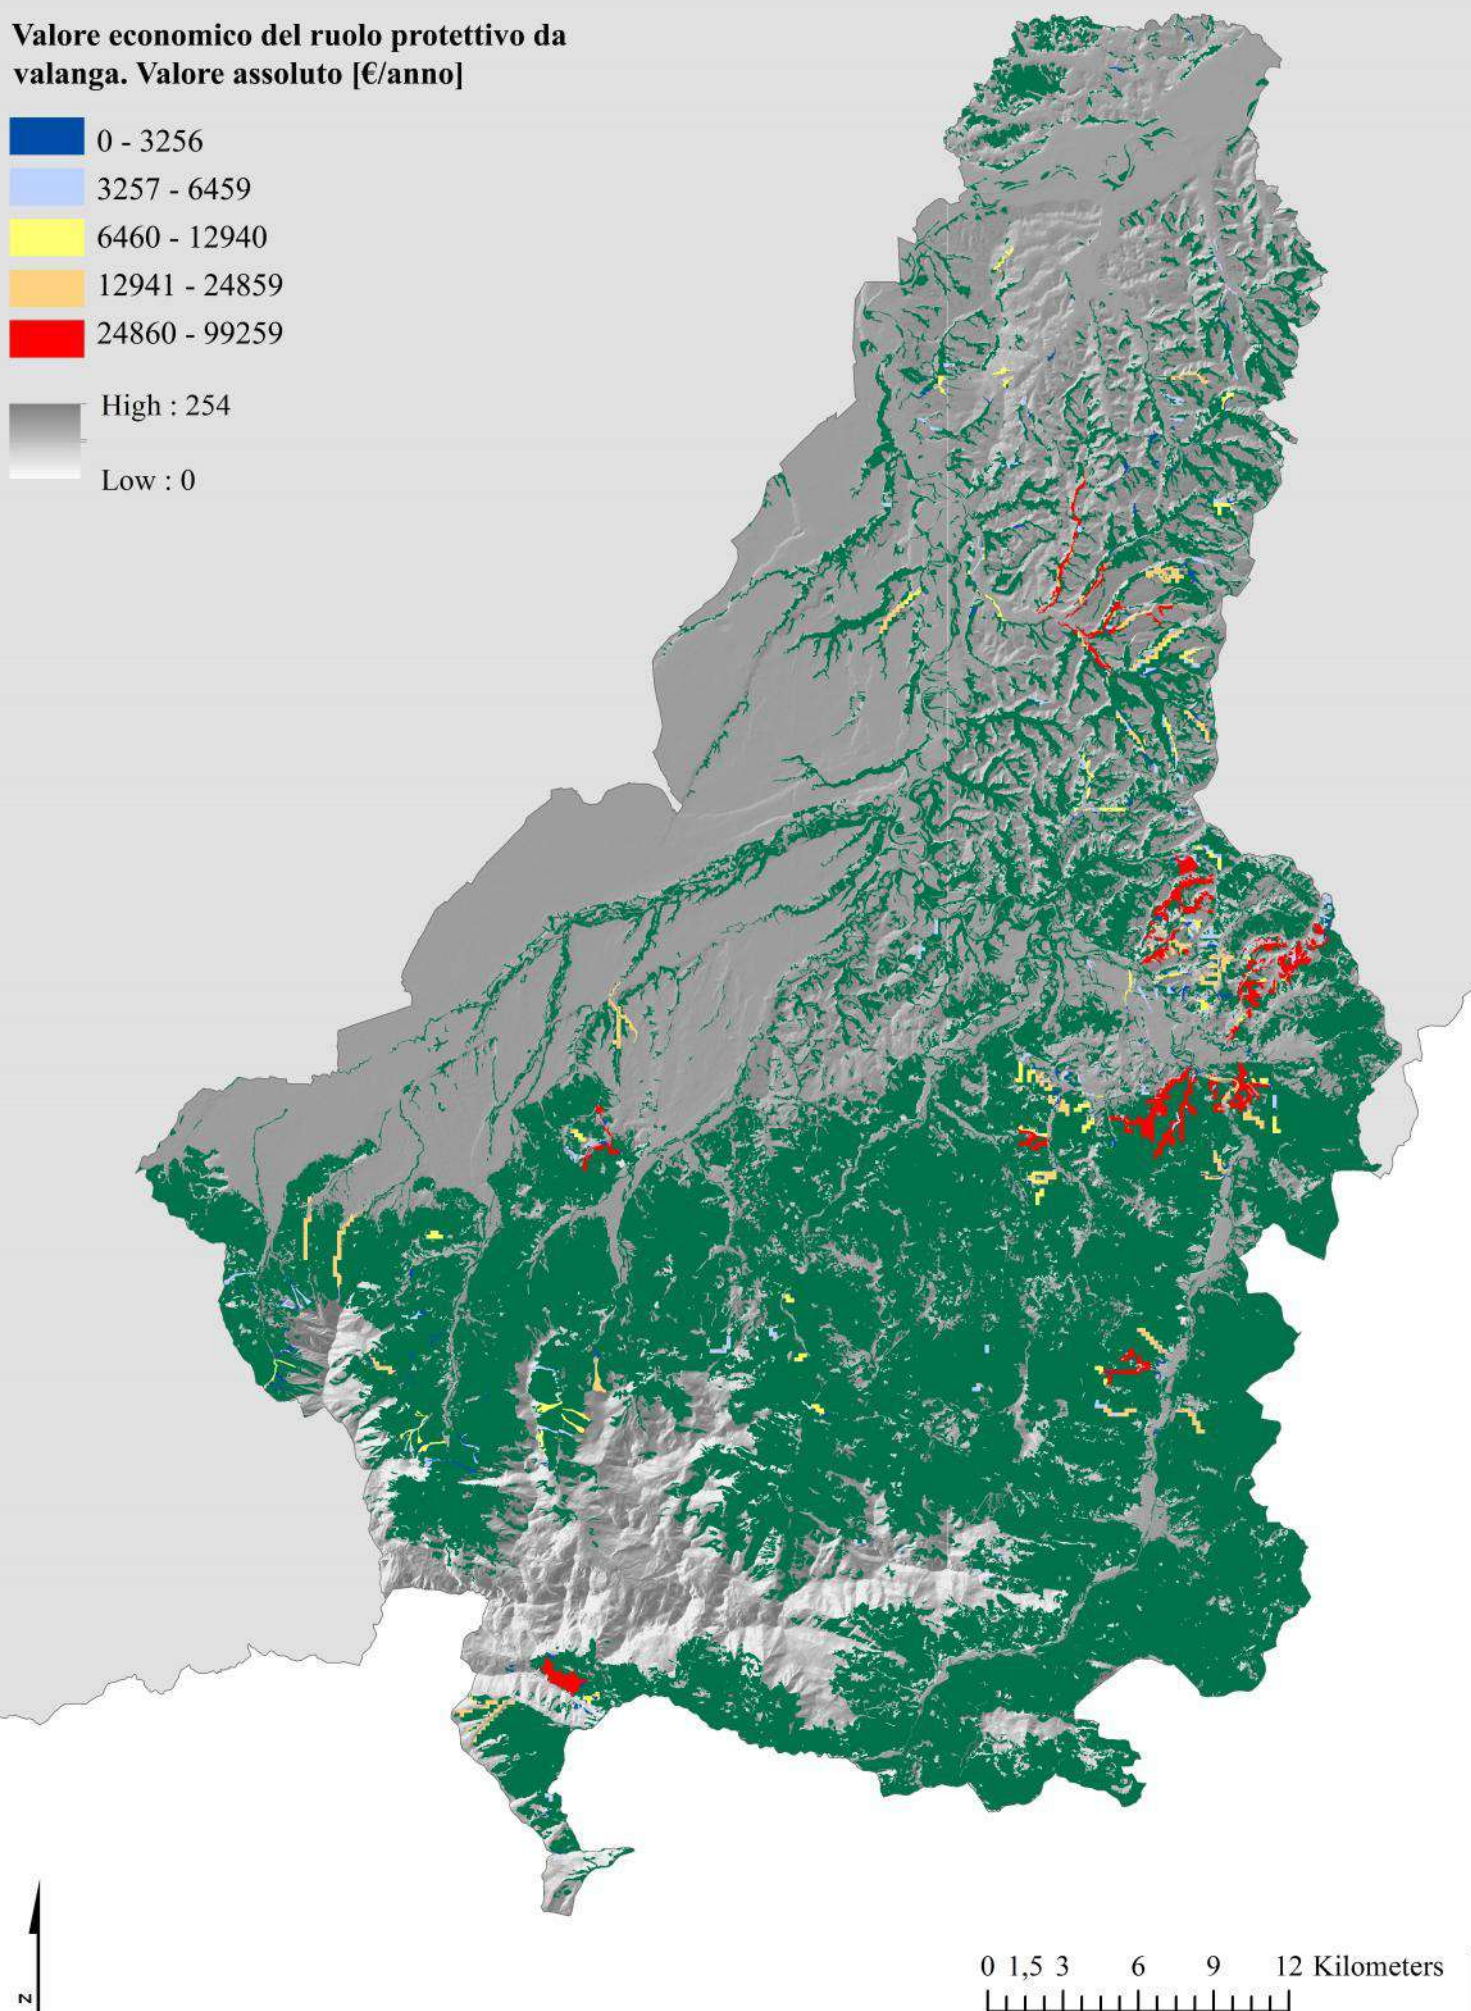 Valore economico del ruolo protettivo da
valanga. Valore assoluto [€/anno]
0 - 3256
3257 - 6459
6460 - 12940
12941 - 24859
24860 - 99259
High : 254
Low : 0
N
0 1,5 3 6 9 12 Kilometers